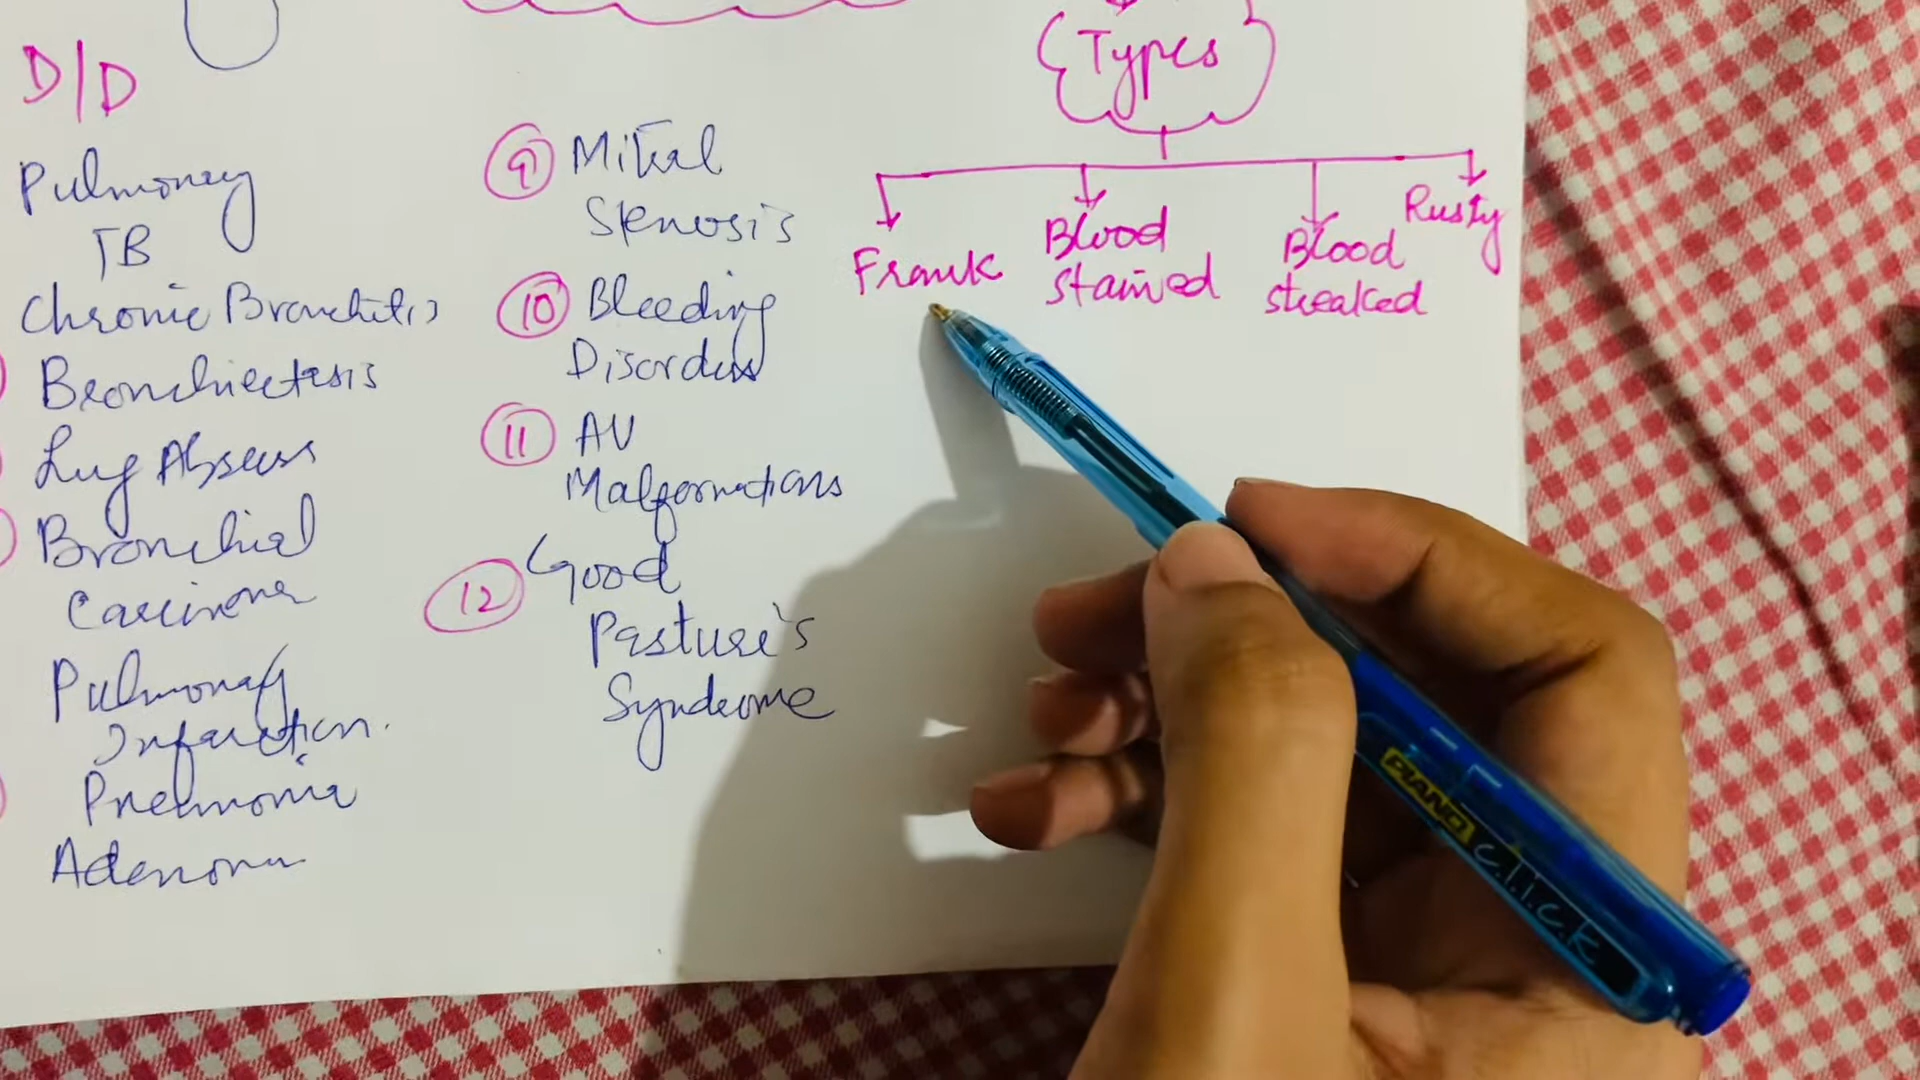 D/D
Pulmonary
TB
Chronic Bronchitis
Bronchiectasis
Lung Abscess
Bronchial
Carcinoma
Pulmonary
Infarction.
Pneumonia
Adenoma
9 Mitral
Stenosis
10 Bleeding
Disorders
11 AV
Malformations
12 Good
Pasture's
Syndrome
Types
Frank
Blood
stained
Blood
streaked
Rusty
PIANO
c.l.i.c.k